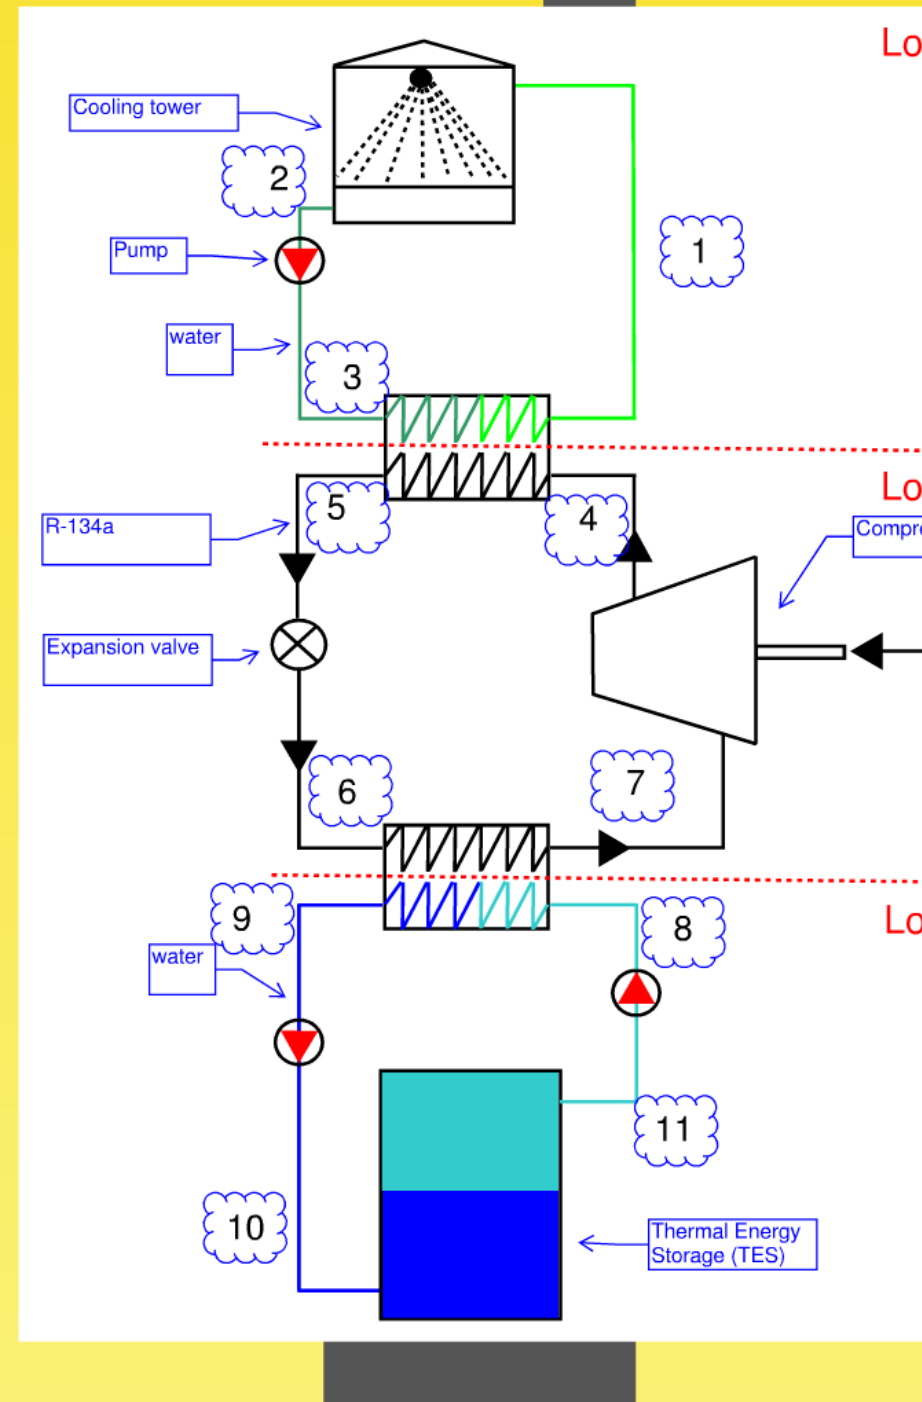 Lo
Cooling tower
2
Pump
1
water
3
Lo
5
4
R-134a
Compre
Expansion valve
7
6
Lo
9
8
water
11
10
Thermal Energy
Storage (TES)